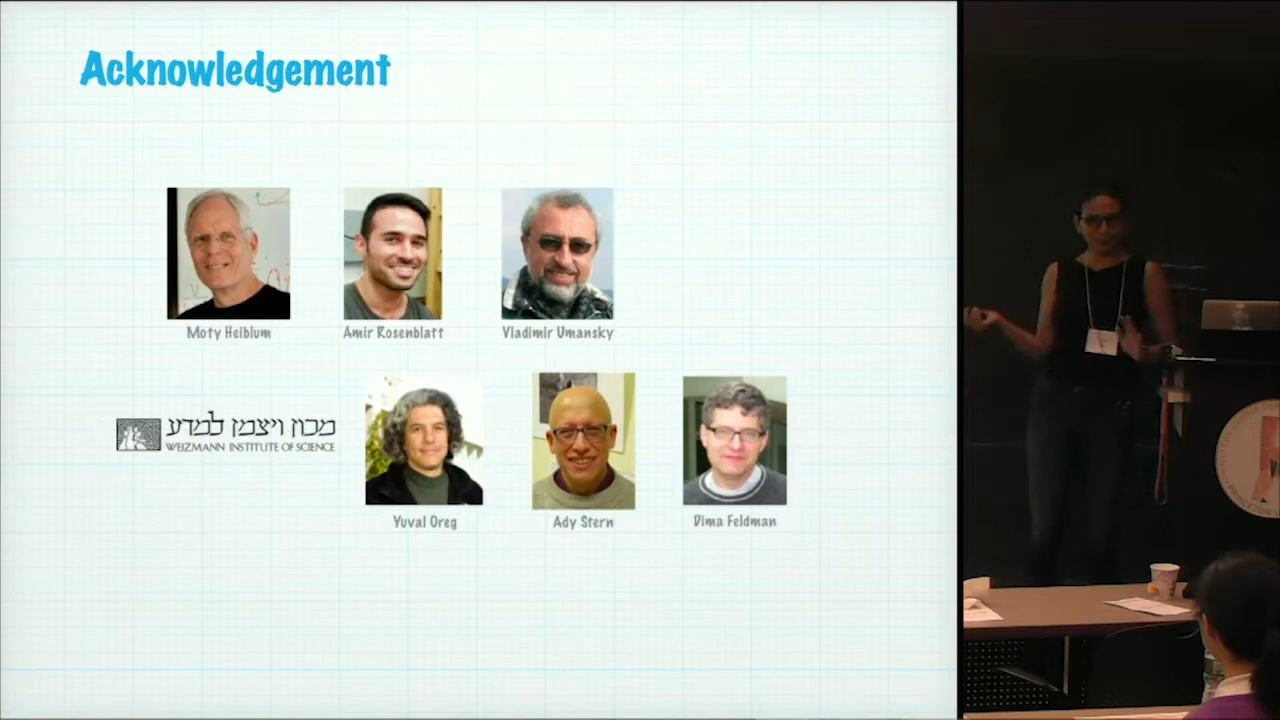 Acknowledgement
Moty Heiblum
Amir Rosenblatt
Vladimir Umansky
מכון ויצמן למדע
WEIZMANN INSTITUTE OF SCIENCE
Yuval Oreg
Ady Stern
Dima Feldman